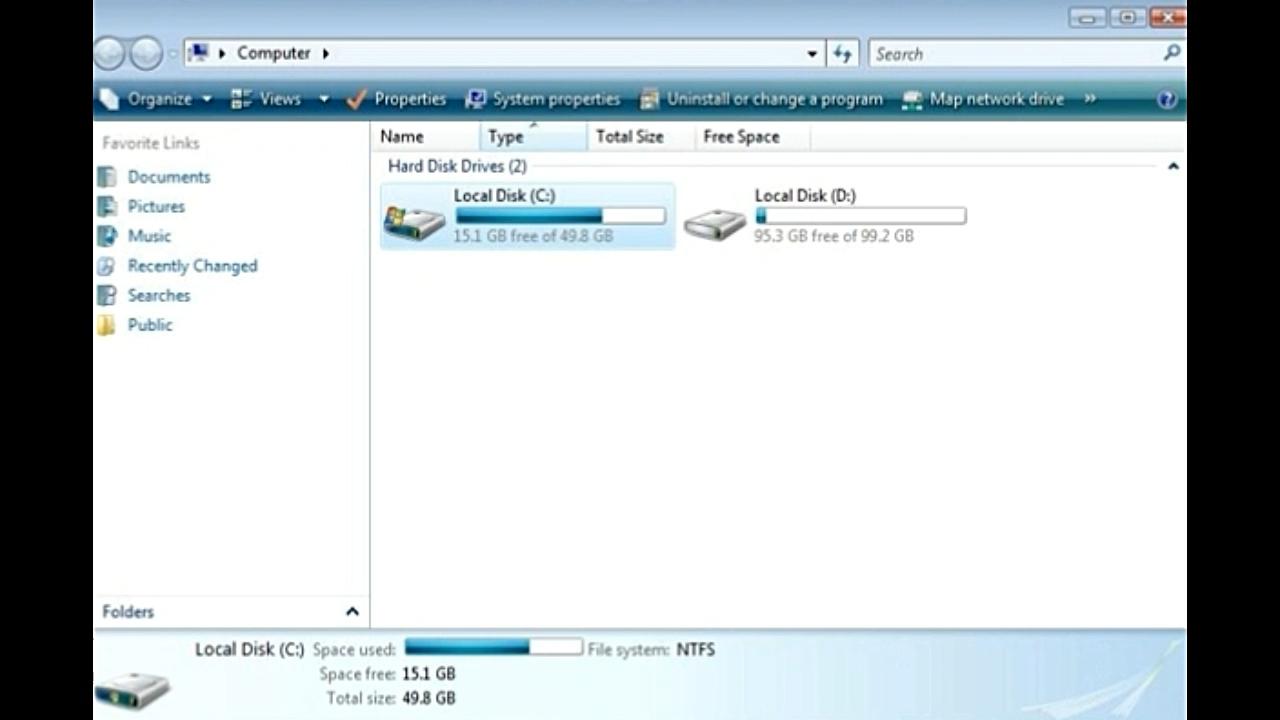 Computer
Search
Organize Views Properties System properties Uninstall or change a program Map network drive »
Favorite Links
Documents
Pictures
Music
Recently Changed
Searches
Public
Folders
Name Type Total Size Free Space
Hard Disk Drives (2)
Local Disk (C:)
15.1 GB free of 49.8 GB
Local Disk (D:)
95.3 GB free of 99.2 GB
Local Disk (C:) Space used: File system: NTFS
Space free: 15.1 GB
Total size: 49.8 GB